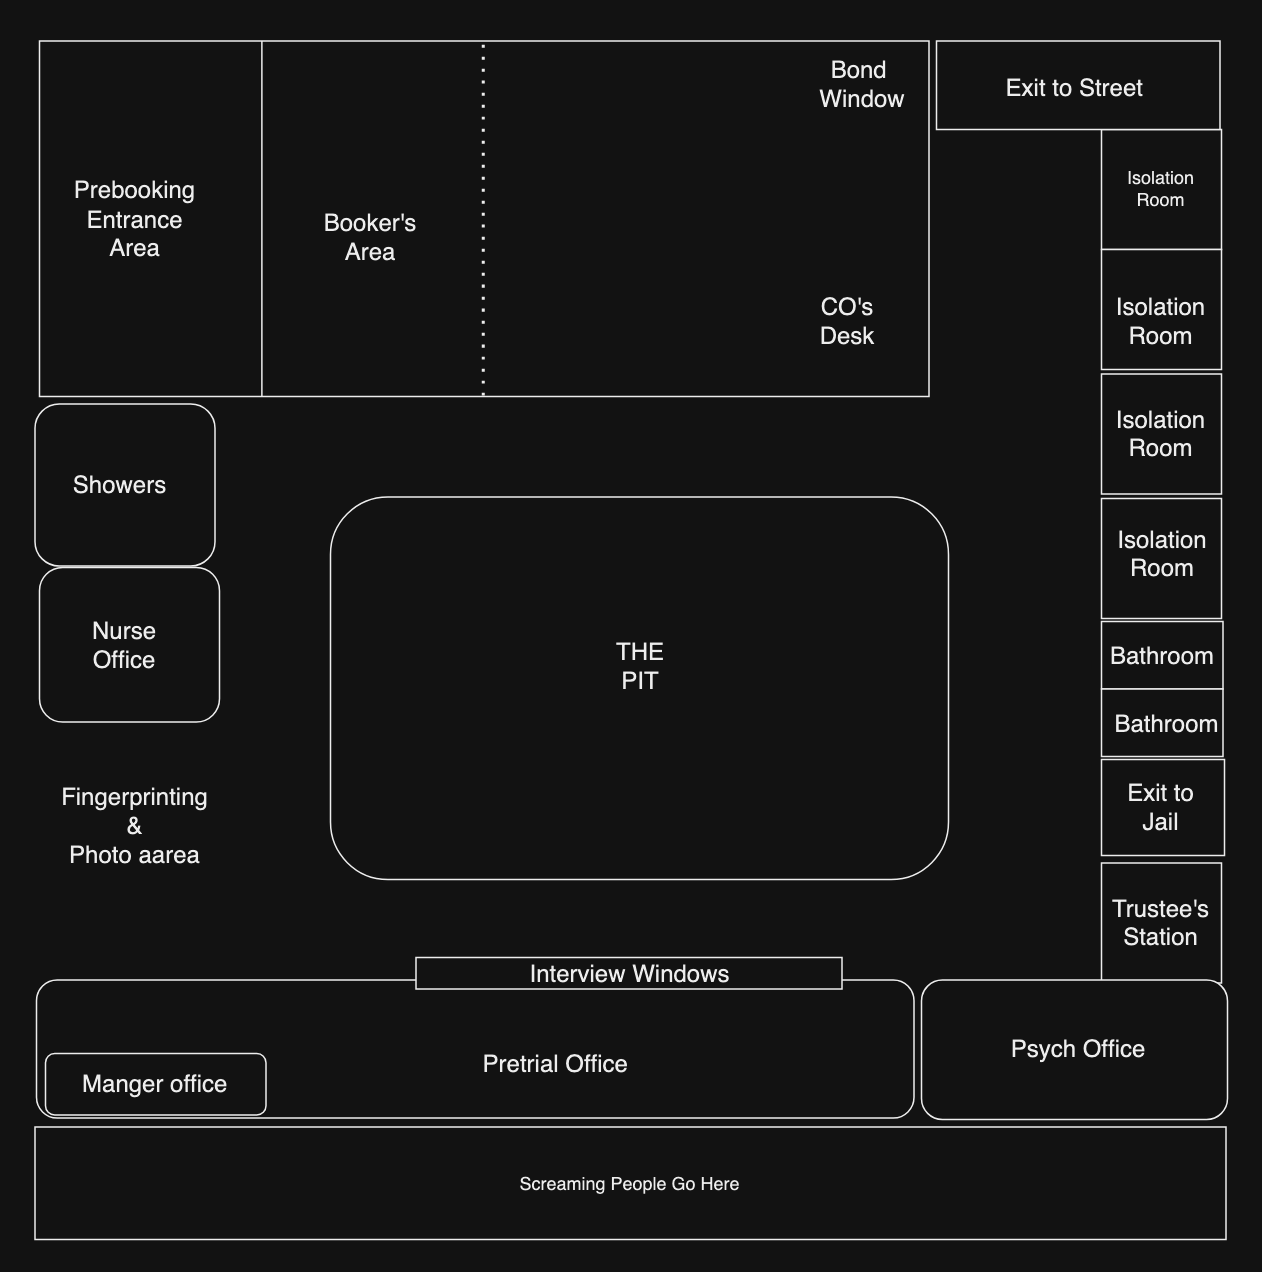 Bond
Window
Exit to Street
Prebooking
Entrance
Area
Booker's
Area
CO's
Desk
Isolation
Room
Isolation
Room
Isolation
Room
Isolation
Room
Showers
Nurse
Office
THE
PIT
Bathroom
Bathroom
Fingerprinting
&
Photo aarea
Exit to
Jail
Trustee's
Station
Interview Windows
Pretrial Office
Manger office
Psych Office
Screaming People Go Here